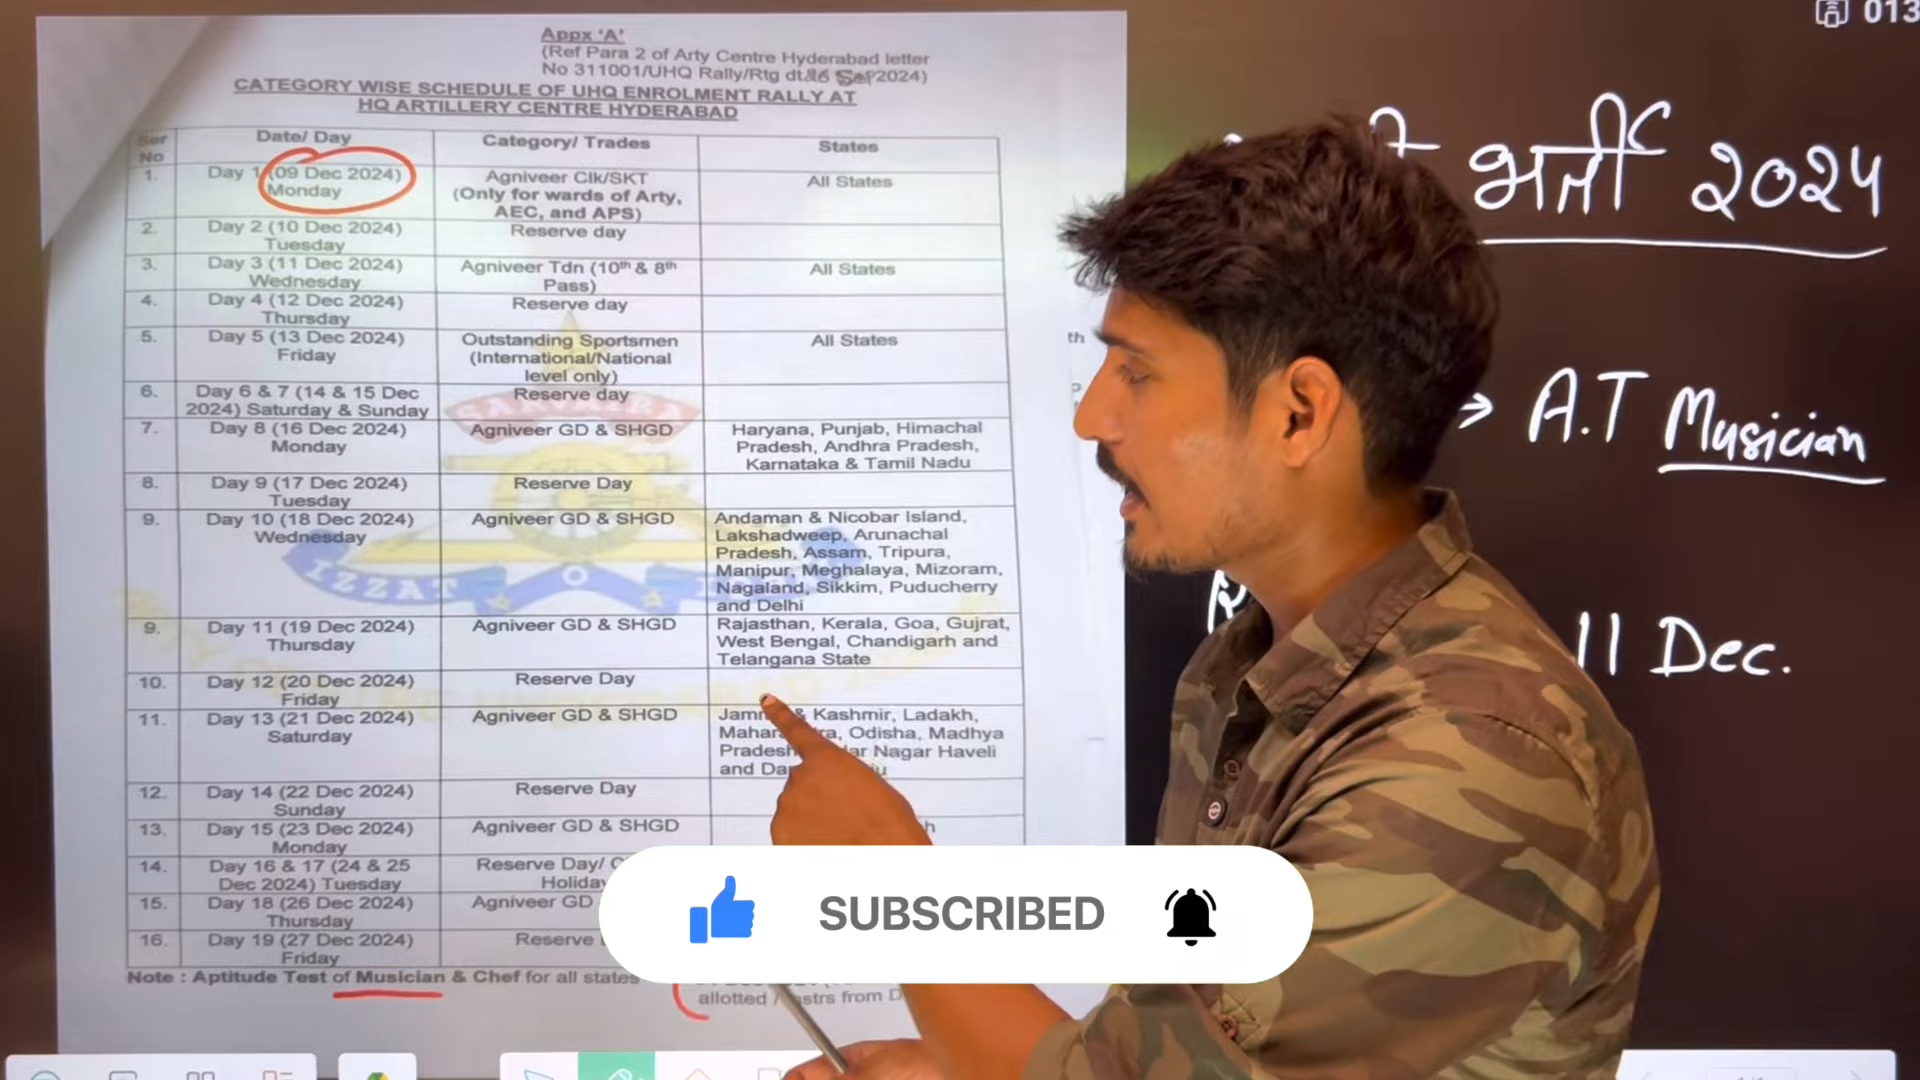 013
Appx 'A'
(Ref Para 2 of Arty Centre Hyderabad letter
No 311001/UHQ Rally/Rtg dt 26 Sep 2024)
CATEGORY WISE SCHEDULE OF UHQ ENROLMENT RALLY AT
HQ ARTILLERY CENTRE HYDERABAD
Ser No Date/ Day Category/ Trades States
1. Day 1 (09 Dec 2024) Agniveer Clk/SKT All States
Monday (Only for wards of Arty,
AEC, and APS)
2. Day 2 (10 Dec 2024) Reserve day
Tuesday
3. Day 3 (11 Dec 2024) Agniveer Tdn (10th & 8th All States
Wednesday Pass)
4. Day 4 (12 Dec 2024) Reserve day
Thursday
5. Day 5 (13 Dec 2024) Outstanding Sportsmen All States
Friday (International/National
level only)
6. Day 6 & 7 (14 & 15 Dec Reserve day
2024) Saturday & Sunday
7. Day 8 (16 Dec 2024) Agniveer GD & SHGD Haryana, Punjab, Himachal
Monday Pradesh, Andhra Pradesh,
Karnataka & Tamil Nadu
8. Day 9 (17 Dec 2024) Reserve Day
Tuesday
9. Day 10 (18 Dec 2024) Agniveer GD & SHGD Andaman & Nicobar Island,
Wednesday Lakshadweep, Arunachal
Pradesh, Assam, Tripura,
Manipur, Meghalaya, Mizoram,
Nagaland, Sikkim, Puducherry
and Delhi
9. Day 11 (19 Dec 2024) Agniveer GD & SHGD Rajasthan, Kerala, Goa, Gujrat,
Thursday West Bengal, Chandigarh and
Telangana State
10. Day 12 (20 Dec 2024) Reserve Day
Friday
11. Day 13 (21 Dec 2024) Agniveer GD & SHGD & Kashmir, Ladakh,
Saturday Odisha, Madhya
Pradesh Nagar Haveli
and
12. Day 14 (22 Dec 2024) Reserve Day
Sunday
13. Day 15 (23 Dec 2024) Agniveer GD & SHGD
Monday
14. Day 16 & 17 (24 & 25 Reserve Day/
Dec 2024) Tuesday Holiday
15. Day 18 (26 Dec 2024) Agniveer GD
Thursday
16. Day 19 (27 Dec 2024) Reserve
Friday
Note : Aptitude Test of Musician & Chef for all states
allotted from
IZZAT
SARVATRA
भर्ती २०२५
→ A.T Musician
11 Dec.
SUBSCRIBED